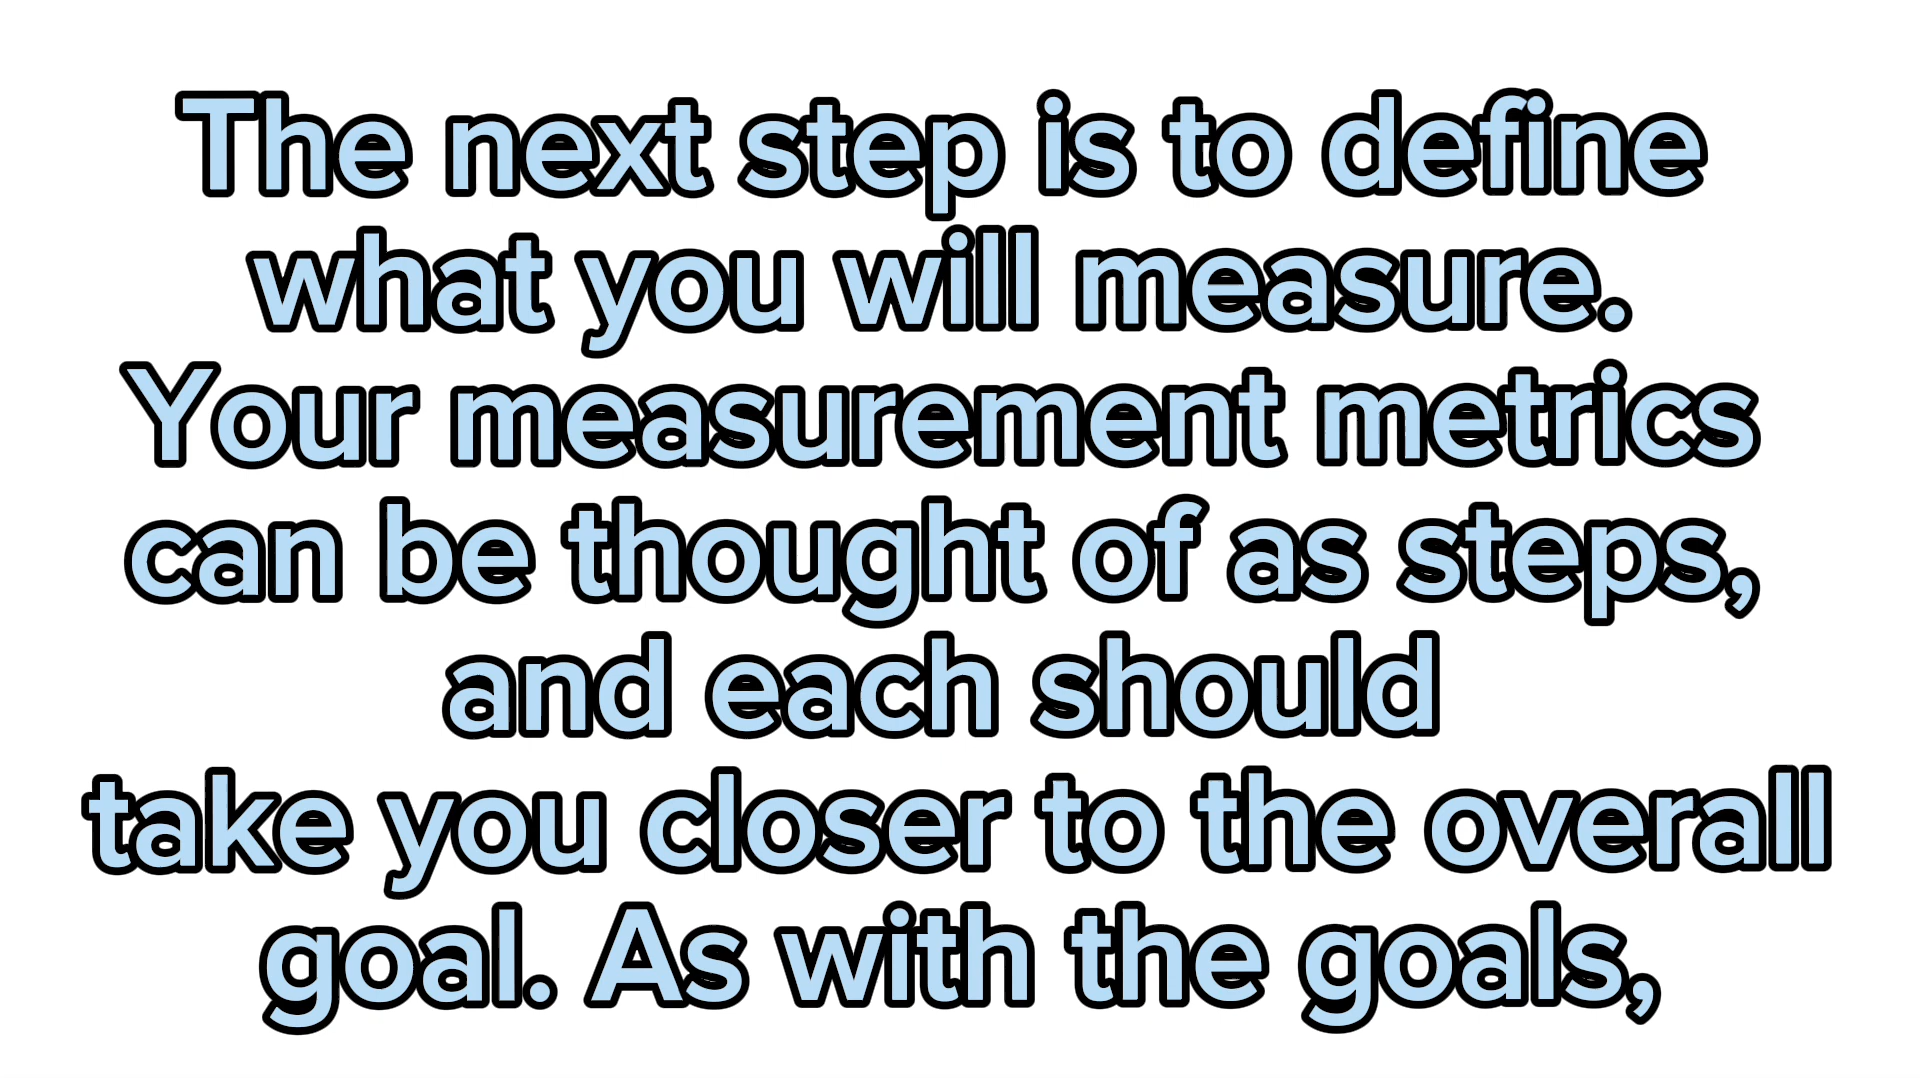 The next step is to define
what you will measure.
Your measurement metrics
can be thought of as steps,
and each should
take you closer to the overall
goal. As with the goals,